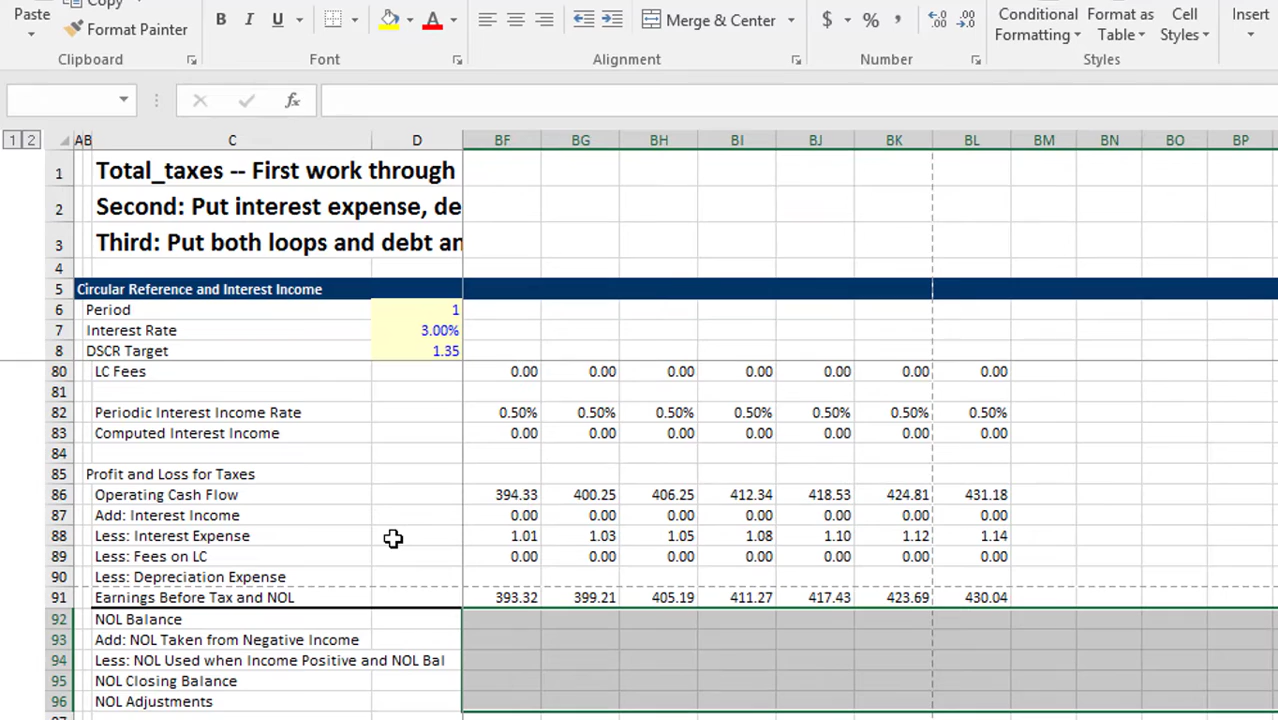 Paste Copy
Format Painter
B I U A
Merge & Center
$ % ,
Conditional Formatting
Format as Table
Cell Styles
Insert
Clipboard Font Alignment Number Styles
fx
1 2 A B C D BF BG BH BI BJ BK BL BM BN BO BP
1 Total_taxes -- First work through
2 Second: Put interest expense, de
3 Third: Put both loops and debt an
4
5 Circular Reference and Interest Income
6 Period 1
7 Interest Rate 3.00%
8 DSCR Target 1.35
80 LC Fees 0.00 0.00 0.00 0.00 0.00 0.00 0.00
81
82 Periodic Interest Income Rate 0.50% 0.50% 0.50% 0.50% 0.50% 0.50% 0.50%
83 Computed Interest Income 0.00 0.00 0.00 0.00 0.00 0.00 0.00
84
85 Profit and Loss for Taxes
86 Operating Cash Flow 394.33 400.25 406.25 412.34 418.53 424.81 431.18
87 Add: Interest Income 0.00 0.00 0.00 0.00 0.00 0.00 0.00
88 Less: Interest Expense 1.01 1.03 1.05 1.08 1.10 1.12 1.14
89 Less: Fees on LC 0.00 0.00 0.00 0.00 0.00 0.00 0.00
90 Less: Depreciation Expense
91 Earnings Before Tax and NOL 393.32 399.21 405.19 411.27 417.43 423.69 430.04
92 NOL Balance
93 Add: NOL Taken from Negative Income
94 Less: NOL Used when Income Positive and NOL Bal
95 NOL Closing Balance
96 NOL Adjustments